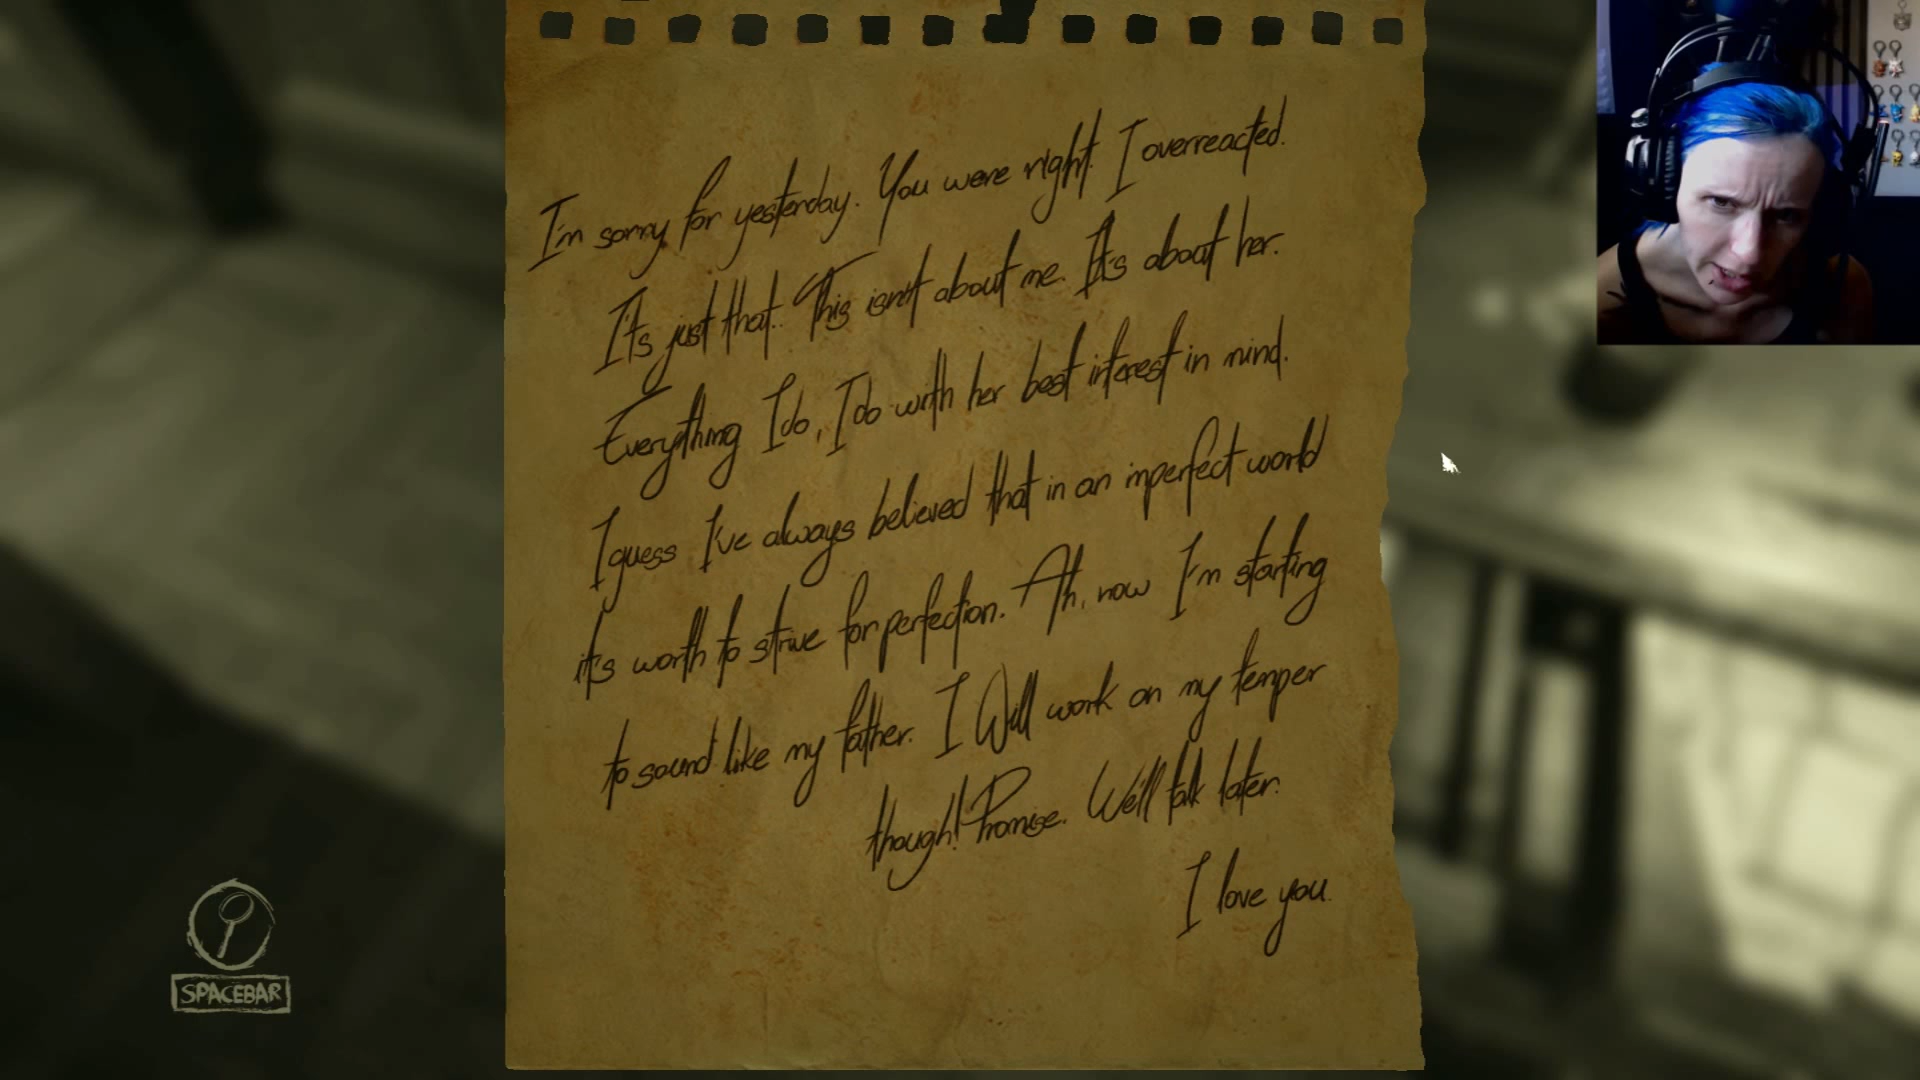 I'm sorry for yesterday. You were right. I overreacted.
It's just that.. This isn't about me. It's about her.
Everything I do, I do with her best interest in mind.
I guess I've always believed that in an imperfect world
it's worth to strive for perfection. Ah, now I'm starting
to sound like my father. I Will work on my temper
though! Promise. We'll talk later.
I love you.
SPACEBAR